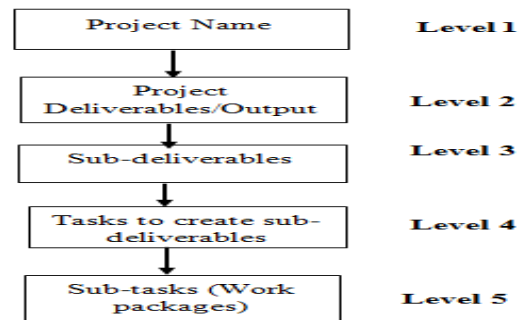 Project Name
Level 1
Project
Deliverables/Output
Level 2
Sub-deliverables
Level 3
Tasks to create sub-
deliverables
Level 4
Sub-tasks (Work
packages)
Level 5